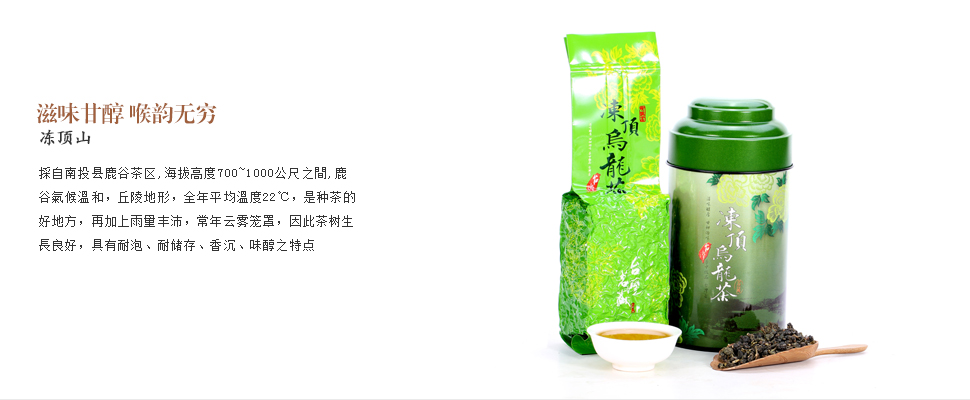 滋味甘醇 喉韵无穷
冻顶山
採自南投县鹿谷茶区,海拔高度700~1000公尺之間,鹿
谷氣候溫和，丘陵地形，全年平均溫度22℃，是种茶的
好地方，再加上雨量丰沛，常年云雾笼罩，因此茶树生
長良好，具有耐泡、耐储存、香沉、味醇之特点
凍頂
烏龍茶
凍頂
烏龍茶